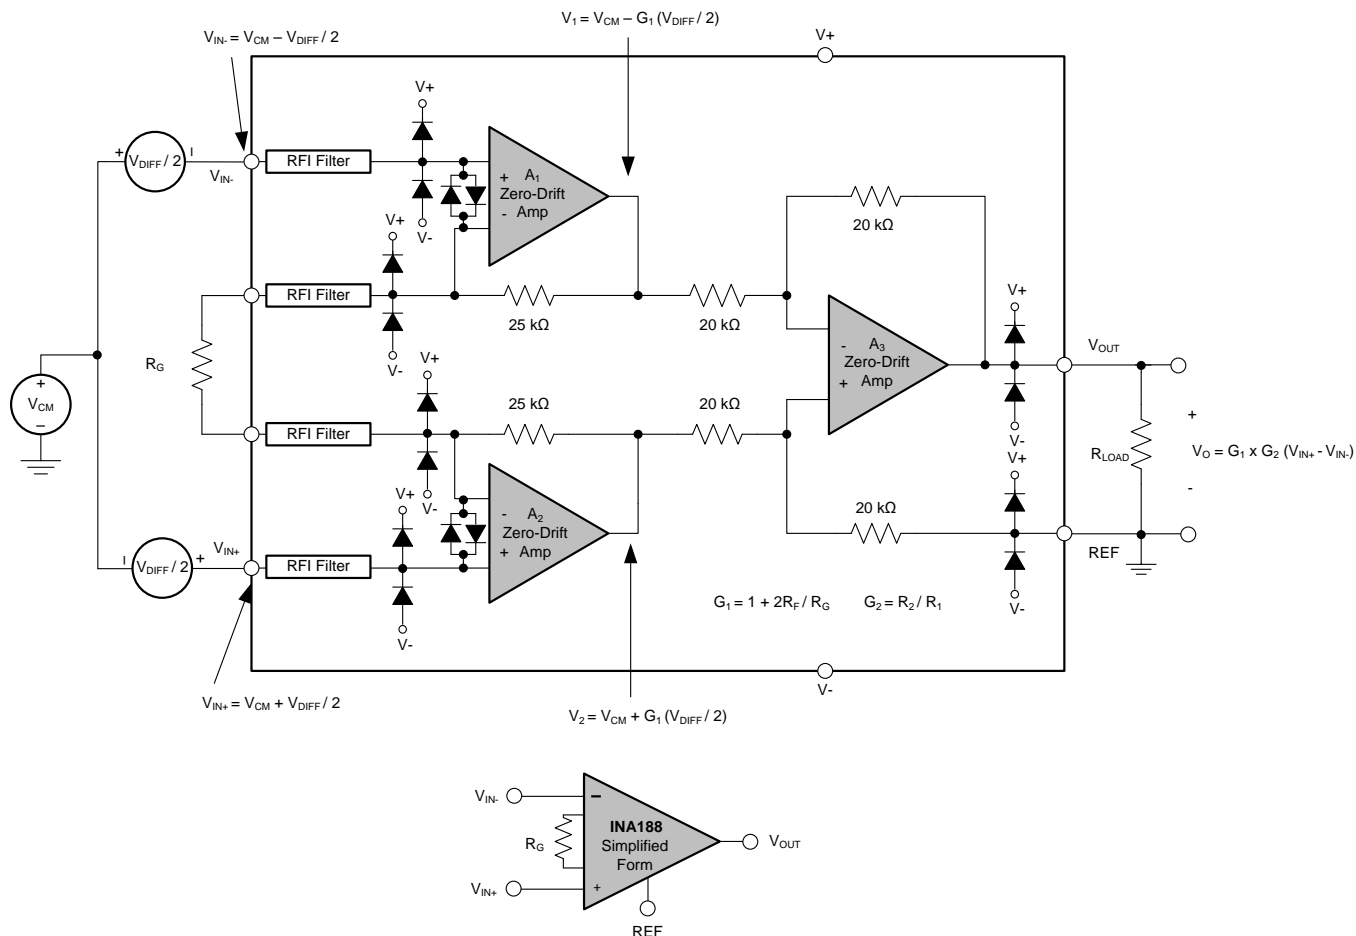 V1 = VCM – G1 (VDIFF / 2)
VIN- = VCM – VDIFF / 2
V+
V+
+
VDIFF / 2
–
VIN-
RFI Filter
+
A1
Zero-Drift
Amp
-
V-
V+
20 kΩ
RFI Filter
25 kΩ
20 kΩ
V-
V+
RG
V+
-
A3
Zero-Drift
Amp
+
VOUT
+
VCM
–
25 kΩ
20 kΩ
V-
V+
+
RFI Filter
RLOAD
VO = G1 x G2 (VIN+ - VIN-)
-
V-
V+
-
A2
Zero-Drift
Amp
+
20 kΩ
REF
–
VDIFF / 2
+
VIN+
RFI Filter
V-
G1 = 1 + 2RF / RG
G2 = R2 / R1
V-
V-
VIN+ = VCM + VDIFF / 2
V2 = VCM + G1 (VDIFF / 2)
VIN-
–
RG
INA188
Simplified
Form
VOUT
VIN+
+
REF